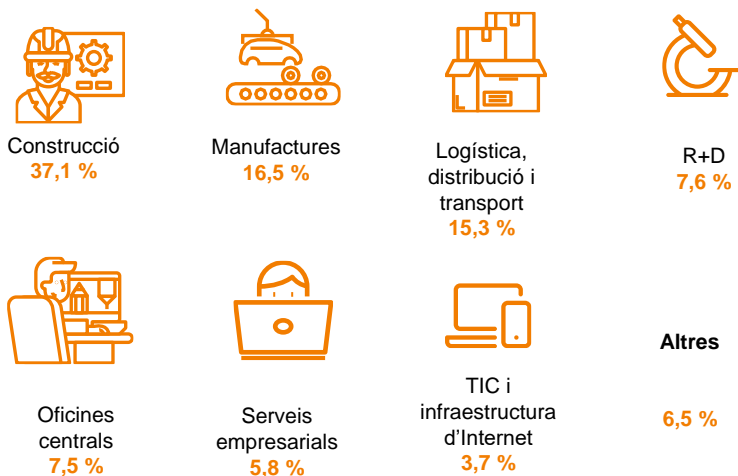 Construcció
37,1 %
Manufactures
16,5 %
Logística,
distribució i
transport
15,3 %
R+D
7,6 %
Oficines
centrals
7,5 %
Serveis
empresarials
5,8 %
TIC i
infraestructura
d’Internet
3,7 %
Altres
6,5 %